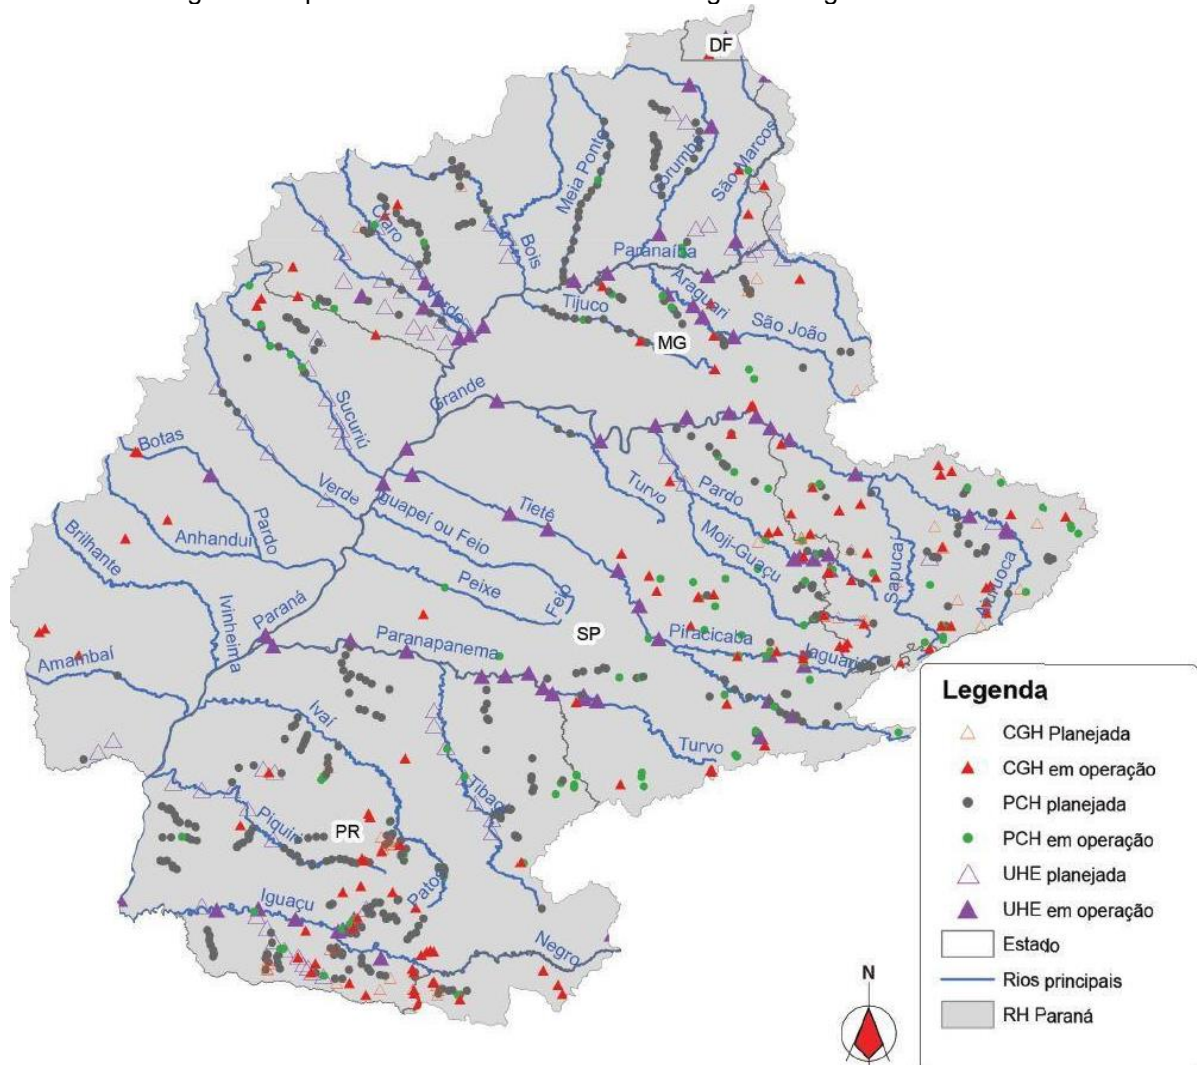 DF
Meia Ponte
Corumbá
São Marcos
Claro
Bois
Verde
Paranaíba
Araguari
Tijuco
São João
MG
Grande
Sucuriú
Botas
Verde
Iguapeí ou Feio
Tietê
Turvo
Pardo
Moji-Guaçu
Sapucaí
Aiuruoca
Brilhante
Anhanduí
Pardo
Peixe
Feio
Ivinheima
Paraná
Paranapanema
SP
Piracicaba
Jaguari
Amambaí
Ivaí
Turvo
Tibagi
Piquiri
PR
Patos
Iguaçu
Negro
Legenda
CGH Planejada
CGH em operação
PCH planejada
PCH em operação
UHE planejada
UHE em operação
Estado
Rios principais
RH Paraná
N